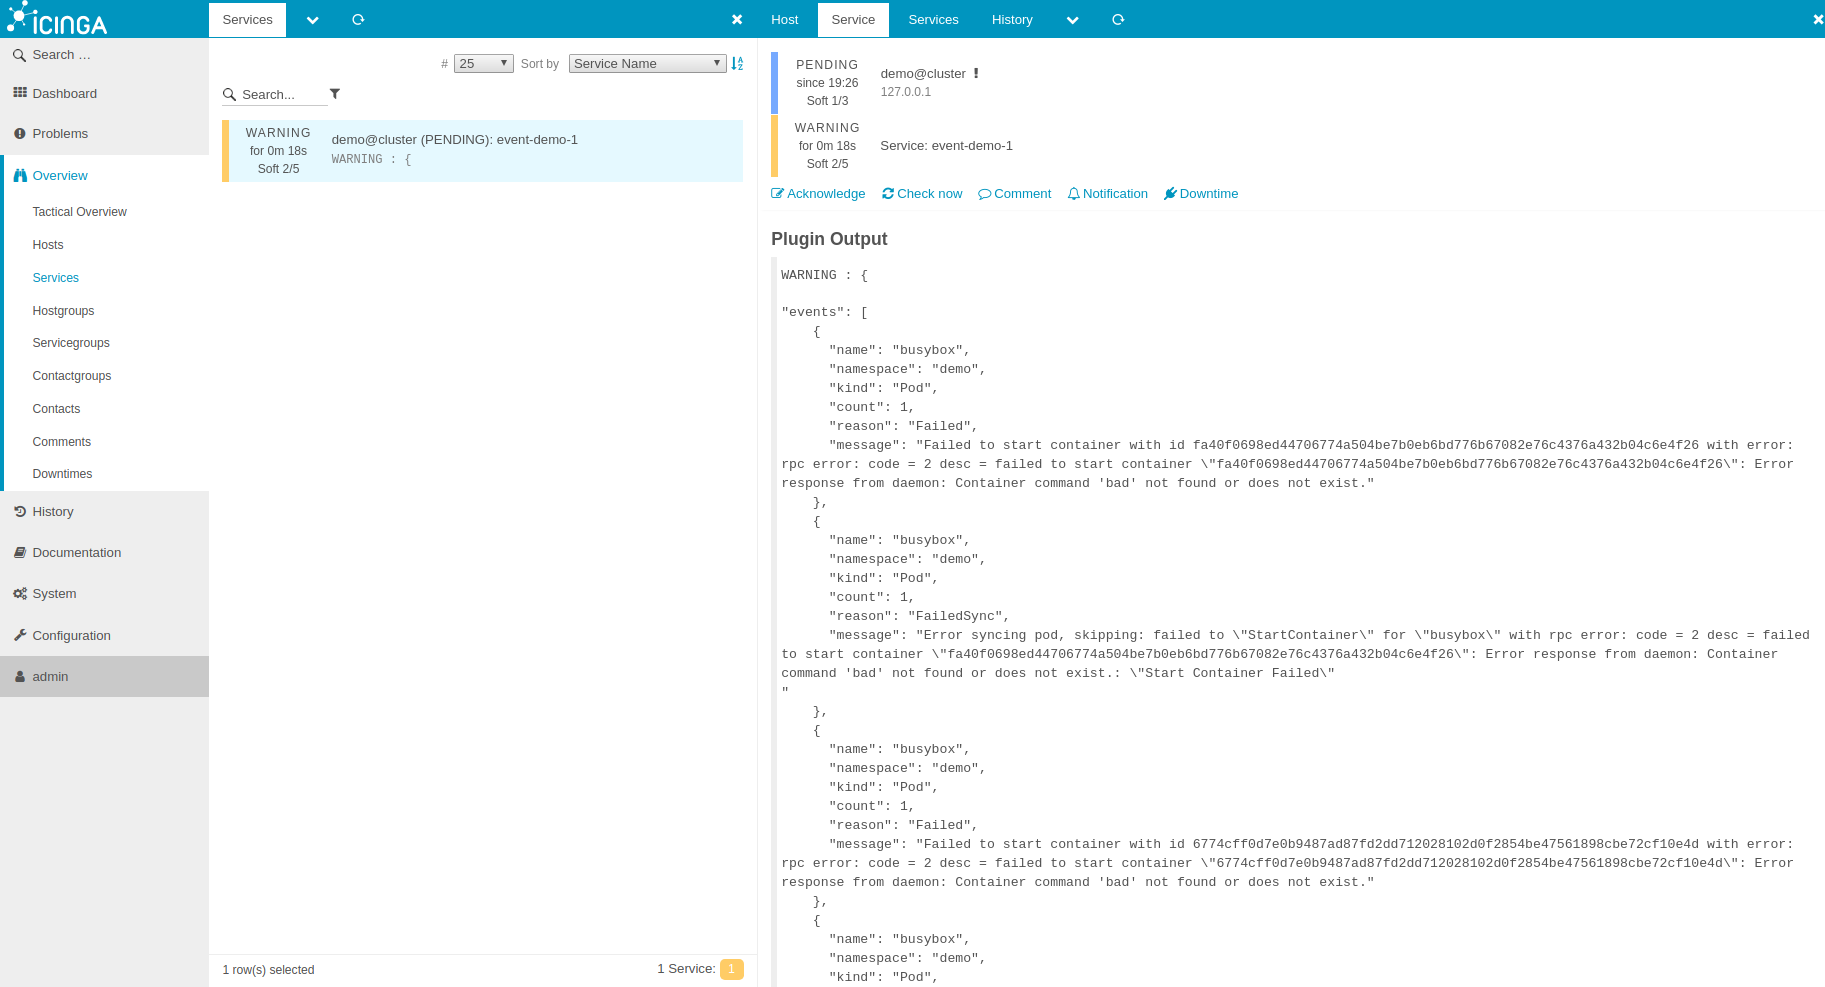 icinga
Search …
Dashboard
Problems
Overview
Tactical Overview
Hosts
Services
Hostgroups
Servicegroups
Contactgroups
Contacts
Comments
Downtimes
History
Documentation
System
Configuration
admin
Services
# 25 Sort by Service Name
Search...
WARNING
for 0m 18s
Soft 2/5
demo@cluster (PENDING): event-demo-1
WARNING : {
1 row(s) selected
1 Service: 1
Host Service Services History
PENDING
since 19:26
Soft 1/3
demo@cluster
127.0.0.1
WARNING
for 0m 18s
Soft 2/5
Service: event-demo-1
Acknowledge Check now Comment Notification Downtime
Plugin Output
WARNING : {
"events": [
{
"name": "busybox",
"namespace": "demo",
"kind": "Pod",
"count": 1,
"reason": "Failed",
"message": "Failed to start container with id fa40f0698ed44706774a504be7b0eb6bd776b67082e76c4376a432b04c6e4f26 with error:
rpc error: code = 2 desc = failed to start container \"fa40f0698ed44706774a504be7b0eb6bd776b67082e76c4376a432b04c6e4f26\": Error
response from daemon: Container command 'bad' not found or does not exist."
},
{
"name": "busybox",
"namespace": "demo",
"kind": "Pod",
"count": 1,
"reason": "FailedSync",
"message": "Error syncing pod, skipping: failed to \"StartContainer\" for \"busybox\" with rpc error: code = 2 desc = failed
to start container \"fa40f0698ed44706774a504be7b0eb6bd776b67082e76c4376a432b04c6e4f26\": Error response from daemon: Container
command 'bad' not found or does not exist.: \"Start Container Failed\"
"
},
{
"name": "busybox",
"namespace": "demo",
"kind": "Pod",
"count": 1,
"reason": "Failed",
"message": "Failed to start container with id 6774cff0d7e0b9487ad87fd2dd712028102d0f2854be47561898cbe72cf10e4d with error:
rpc error: code = 2 desc = failed to start container \"6774cff0d7e0b9487ad87fd2dd712028102d0f2854be47561898cbe72cf10e4d\": Error
response from daemon: Container command 'bad' not found or does not exist."
},
{
"name": "busybox",
"namespace": "demo",
"kind": "Pod",